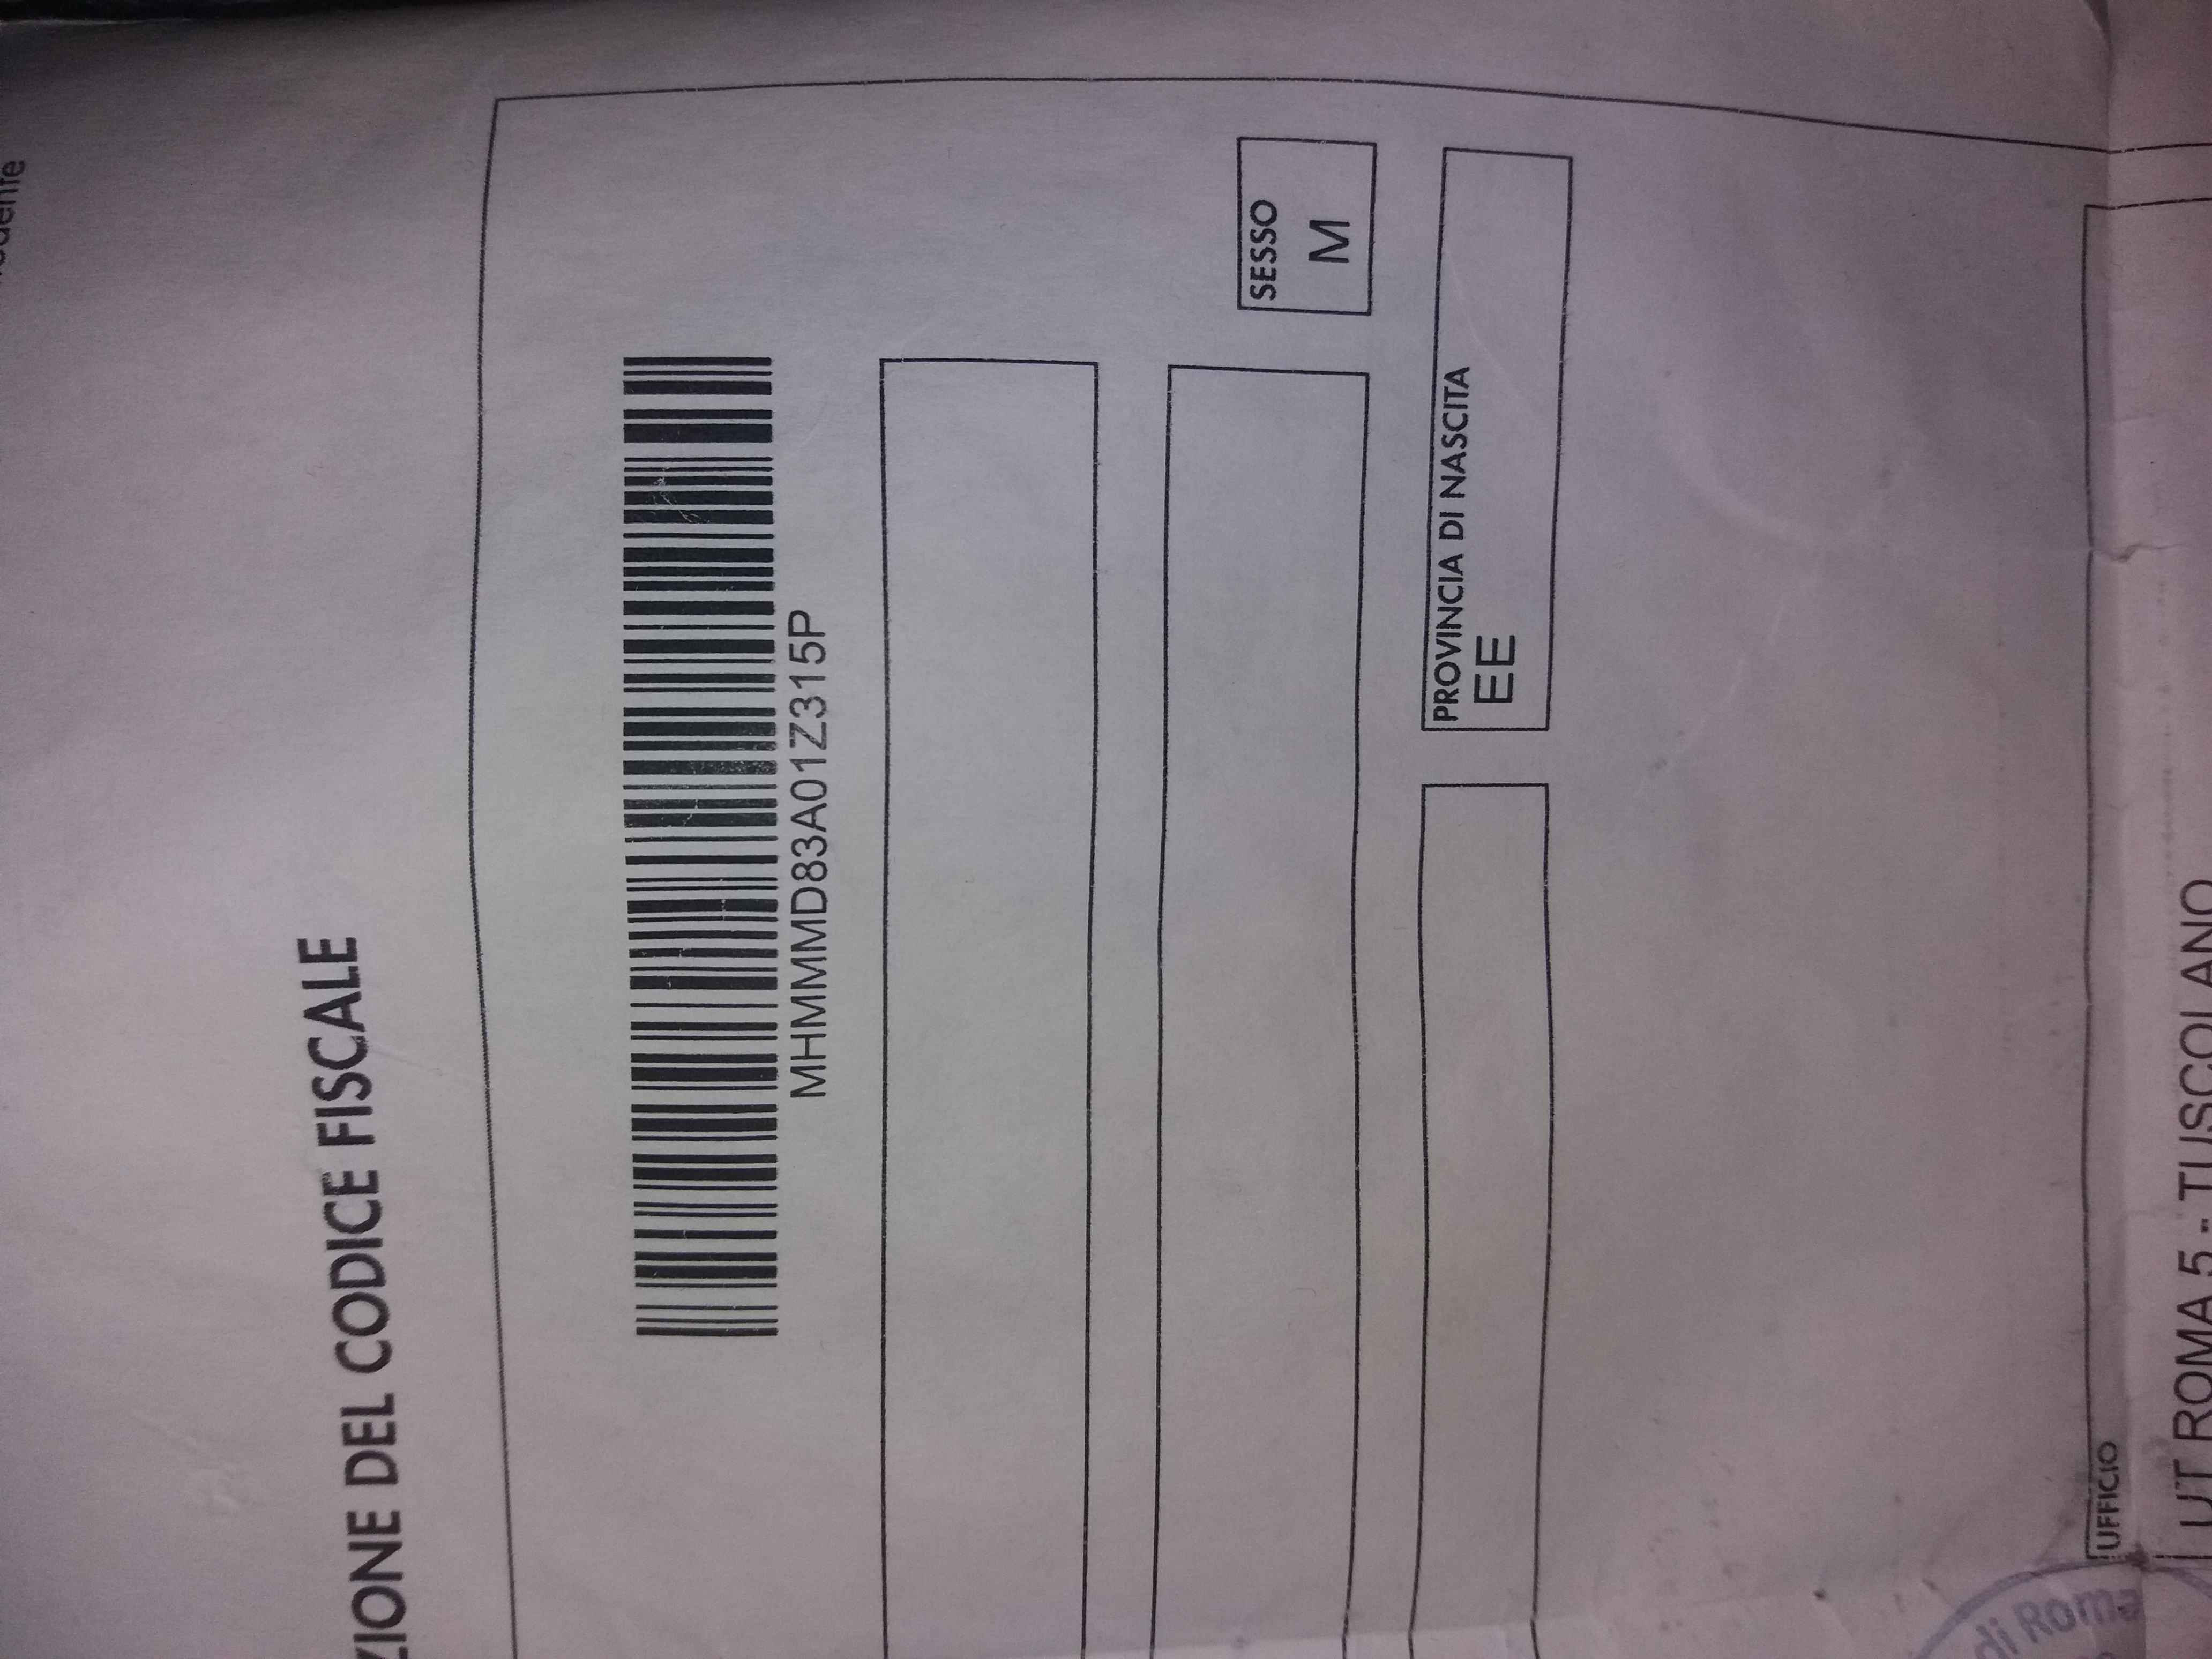 ZIONE DEL CODICE FISCALE
MHMMMD83A01Z315P
SESSO
M
PROVINCIA DI NASCITA
EE
UFFICIO
UT ROMA 5 - TUSCOLANO
di Roma